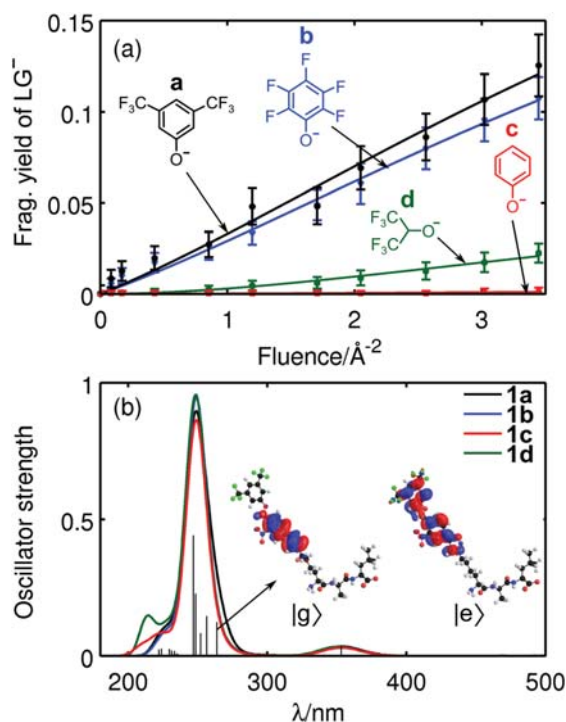 (a)
Frag. yield of LG⁻
0.15
0.1
0.05
0
a
CF₃
CF₃
O⁻
b
F
F
F
F
F
O⁻
c
O⁻
d
F₃C
F₃C
O⁻
0 1 2 3
Fluence/Å⁻²
(b)
Oscillator strength
1
0.5
0
1a
1b
1c
1d
|g⟩
|e⟩
200 300 400 500
λ/nm